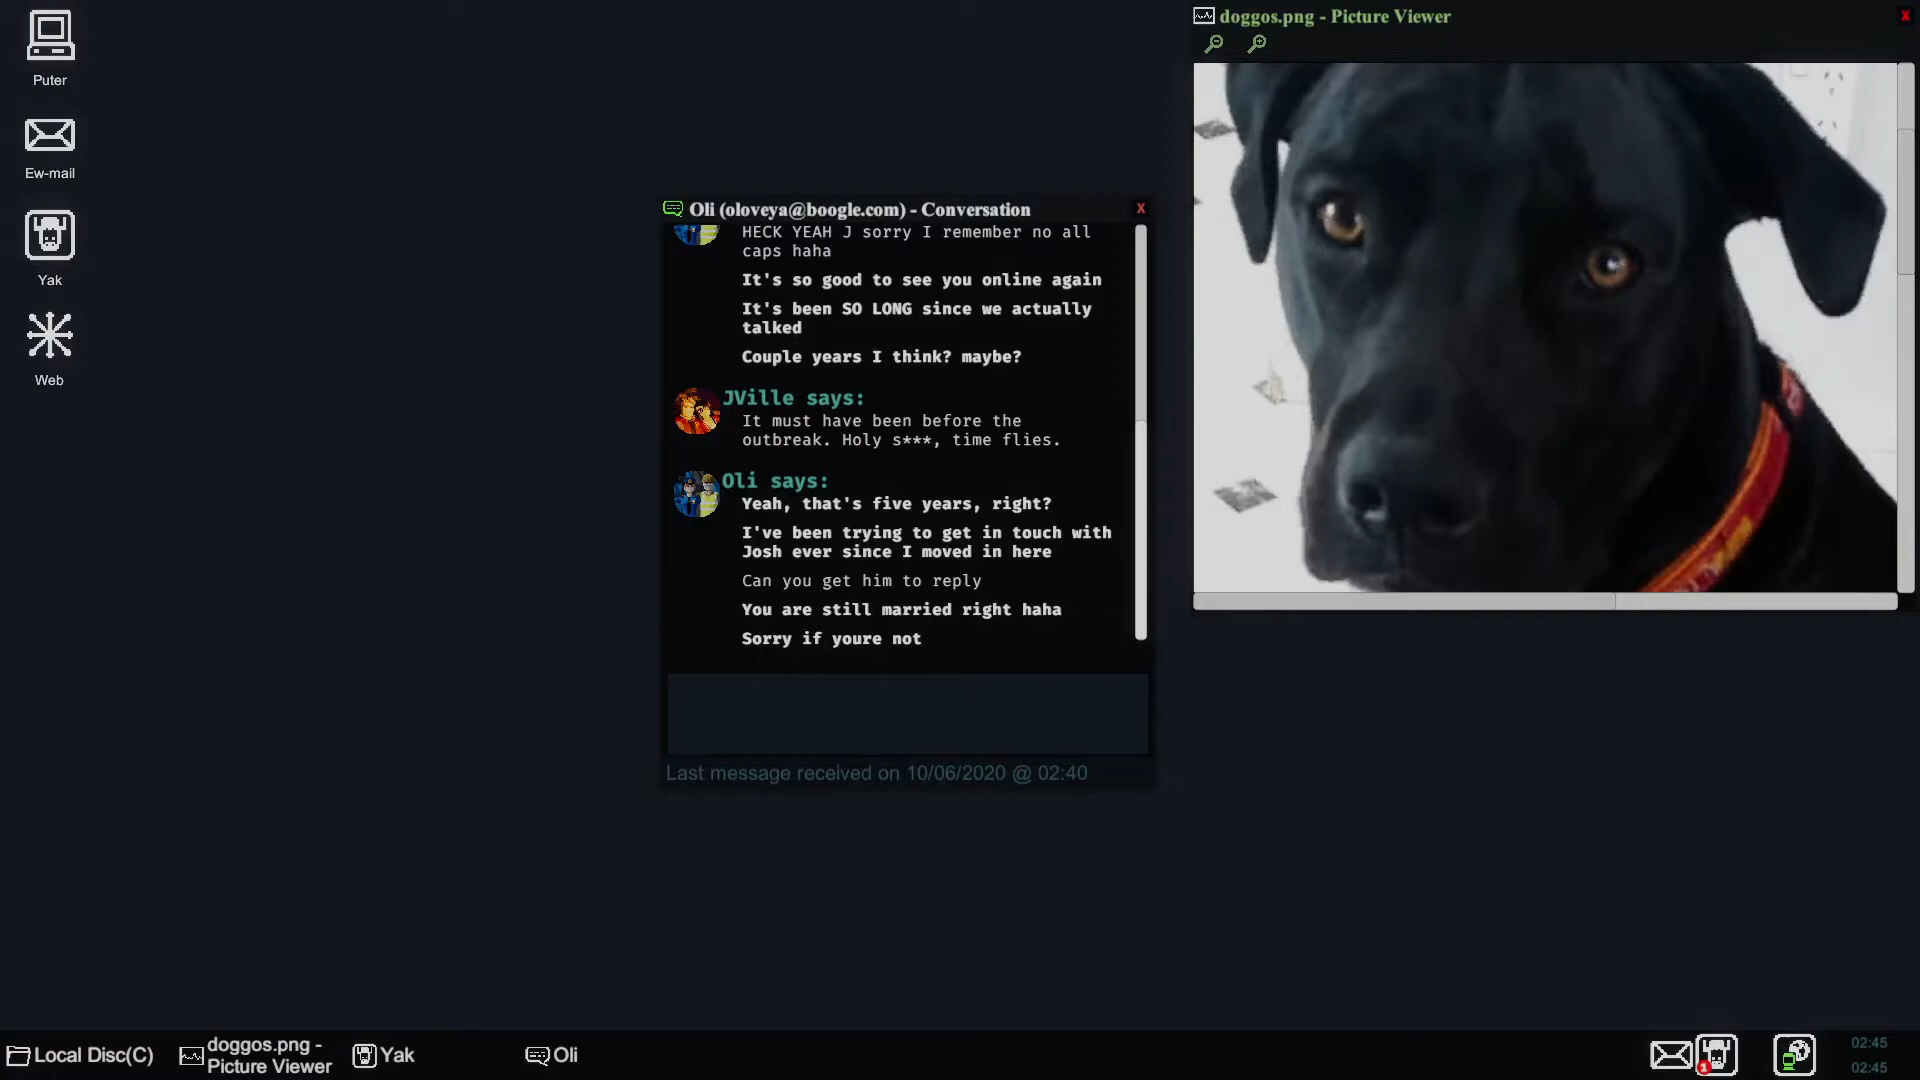 Puter
Ew-mail
Yak
Web
doggos.png - Picture Viewer
X
Oli (oloveya@boogle.com) - Conversation
X
HECK YEAH J sorry I remember no all
caps haha
It's so good to see you online again
It's been SO LONG since we actually
talked
Couple years I think? maybe?
JVille says:
It must have been before the
outbreak. Holy s***, time flies.
Oli says:
Yeah, that's five years, right?
I've been trying to get in touch with
Josh ever since I moved in here
Can you get him to reply
You are still married right haha
Sorry if youre not
Last message received on 10/06/2020 @ 02:40
Local Disc(C)
doggos.png -
Picture Viewer
Yak
Oli
1
02:45
02:45